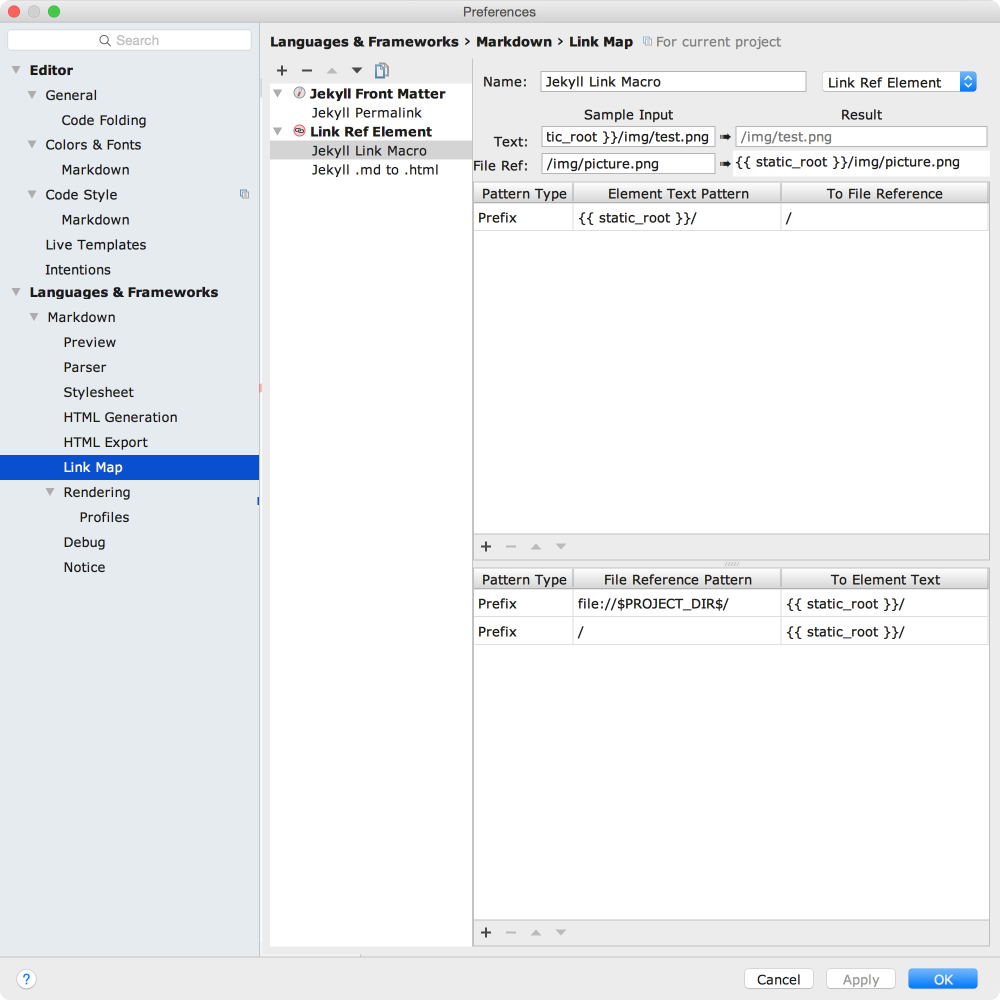 Preferences
Search
Editor
General
Code Folding
Colors & Fonts
Markdown
Code Style
Markdown
Live Templates
Intentions
Languages & Frameworks
Markdown
Preview
Parser
Stylesheet
HTML Generation
HTML Export
Link Map
Rendering
Profiles
Debug
Notice
Languages & Frameworks › Markdown › Link Map For current project
Jekyll Front Matter
Jekyll Permalink
Link Ref Element
Jekyll Link Macro
Jekyll .md to .html
Name: Jekyll Link Macro Link Ref Element
Sample Input Result
Text: tic_root }}/img/test.png /img/test.png
File Ref: /img/picture.png {{ static_root }}/img/picture.png
Pattern Type Element Text Pattern To File Reference
Prefix {{ static_root }}/ /
Pattern Type File Reference Pattern To Element Text
Prefix file://$PROJECT_DIR$/ {{ static_root }}/
Prefix / {{ static_root }}/
? Cancel Apply OK